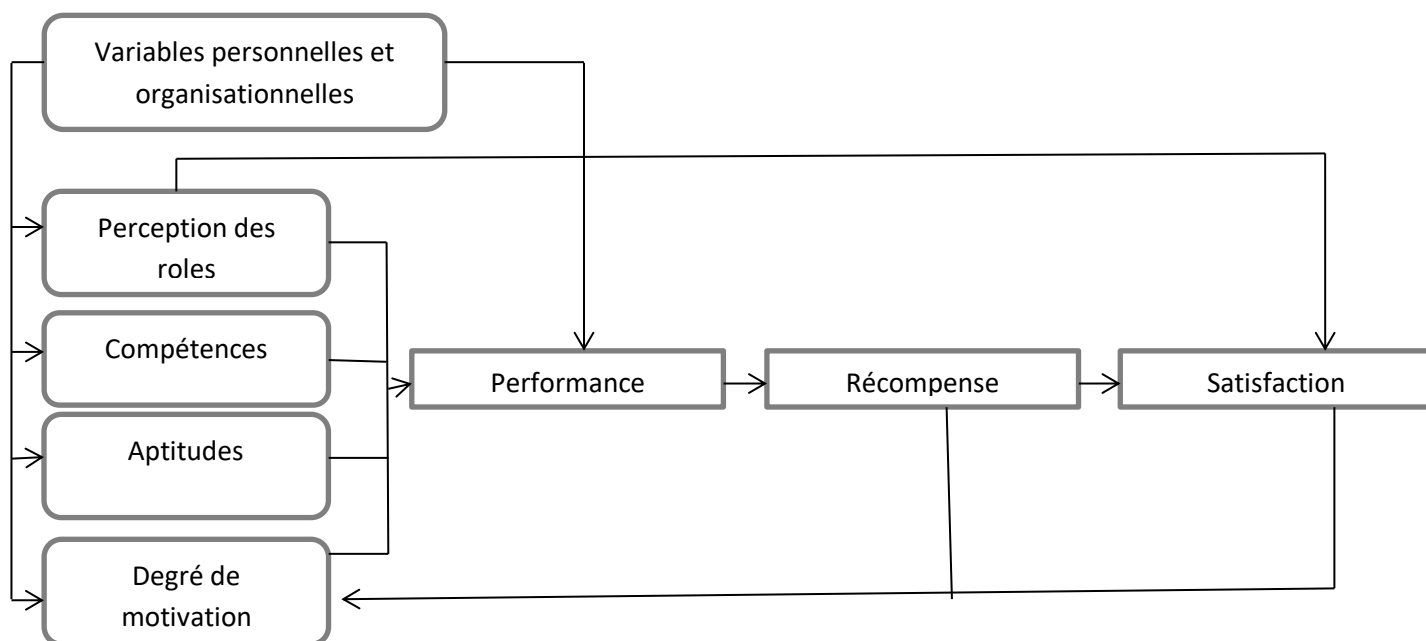 Variables personnelles et
organisationnelles
Perception des
roles
Compétences
Aptitudes
Degré de
motivation
Performance
Récompense
Satisfaction